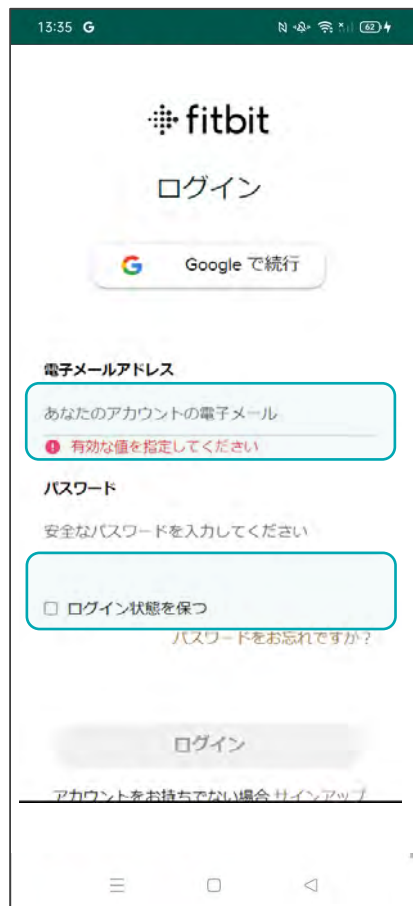 13:35 G
62
fitbit
ログイン
Google で続行
電子メールアドレス
あなたのアカウントの電子メール
有効な値を指定してください
パスワード
安全なパスワードを入力してください
ログイン状態を保つ
パスワードをお忘れですか?
ログイン
アカウントをお持ちでない場合 サインアップ